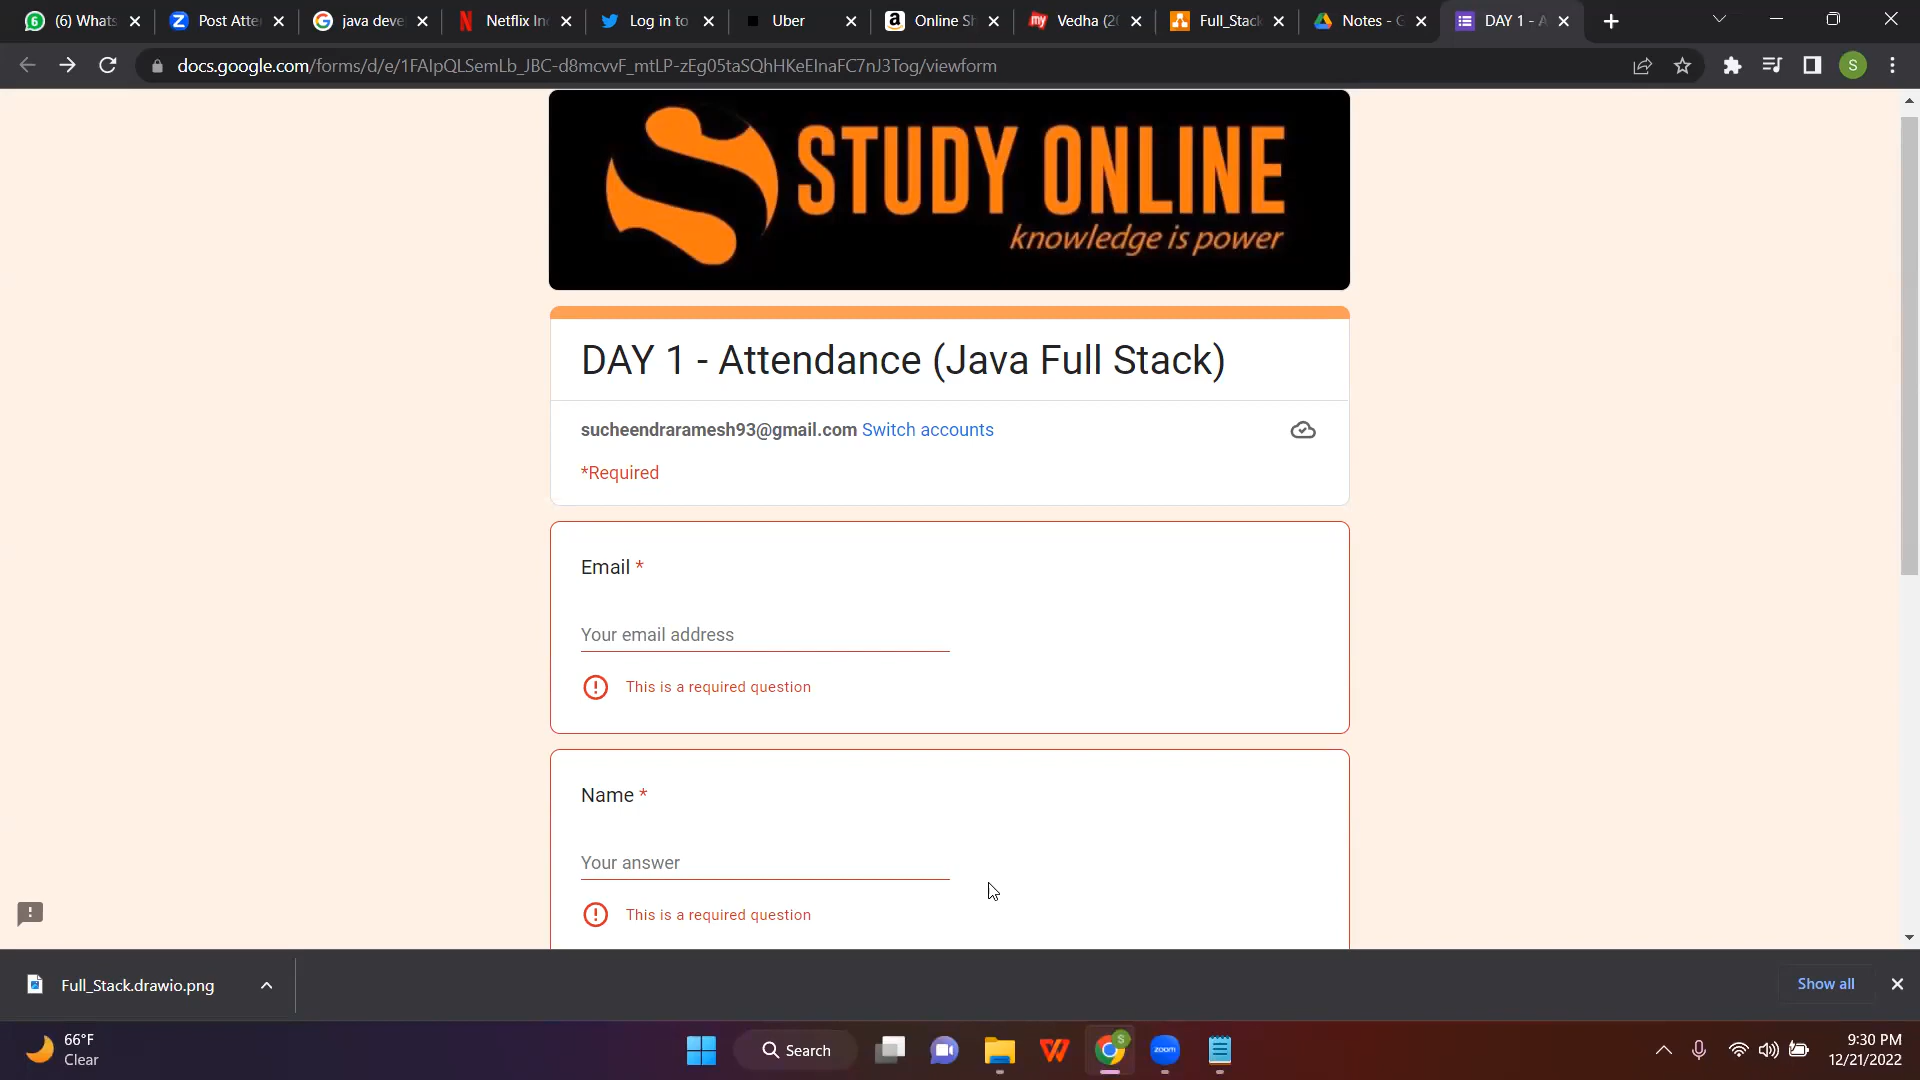 (6) Whats
Post Atte
java deve
Netflix In
Log in to
Uber
Online Sh
Vedha (20
Full_Stack
Notes - G
DAY 1 - A
docs.google.com/forms/d/e/1FAIpQLSemLb_JBC-d8mcvvF_mtLP-zEg05taSQhHKeEInaFC7nJ3Tog/viewform
S
STUDY ONLINE
knowledge is power
DAY 1 - Attendance (Java Full Stack)
sucheendraramesh93@gmail.com Switch accounts
*Required
Email *
Your email address
This is a required question
Name *
Your answer
This is a required question
Full_Stack.drawio.png
Show all
66°F
Clear
Search
zoom
9:30 PM
12/21/2022